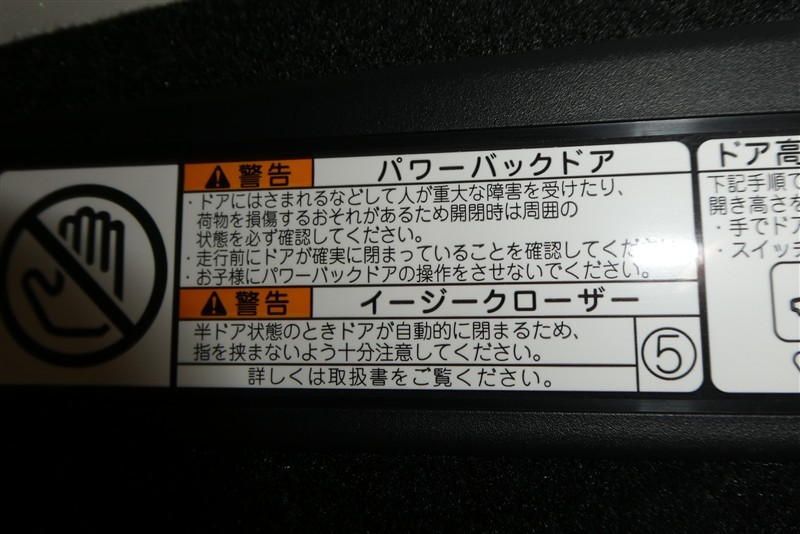 警告 パワーバックドア
・ドアにはさまれるなどして人が重大な障害を受けたり、
荷物を損傷するおそれがあるため開閉時は周囲の
状態を必ず確認してください。
・走行前にドアが確実に閉まっていることを確認してくだ
・お子様にパワーバックドアの操作をさせないでください。
警告 イージークローザー
半ドア状態のときドアが自動的に閉まるため、
指を挟まないよう十分注意してください。
詳しくは取扱書をご覧ください。
⑤
ドア高
下記手順で
開き高さを
・手でドア
・スイッチ